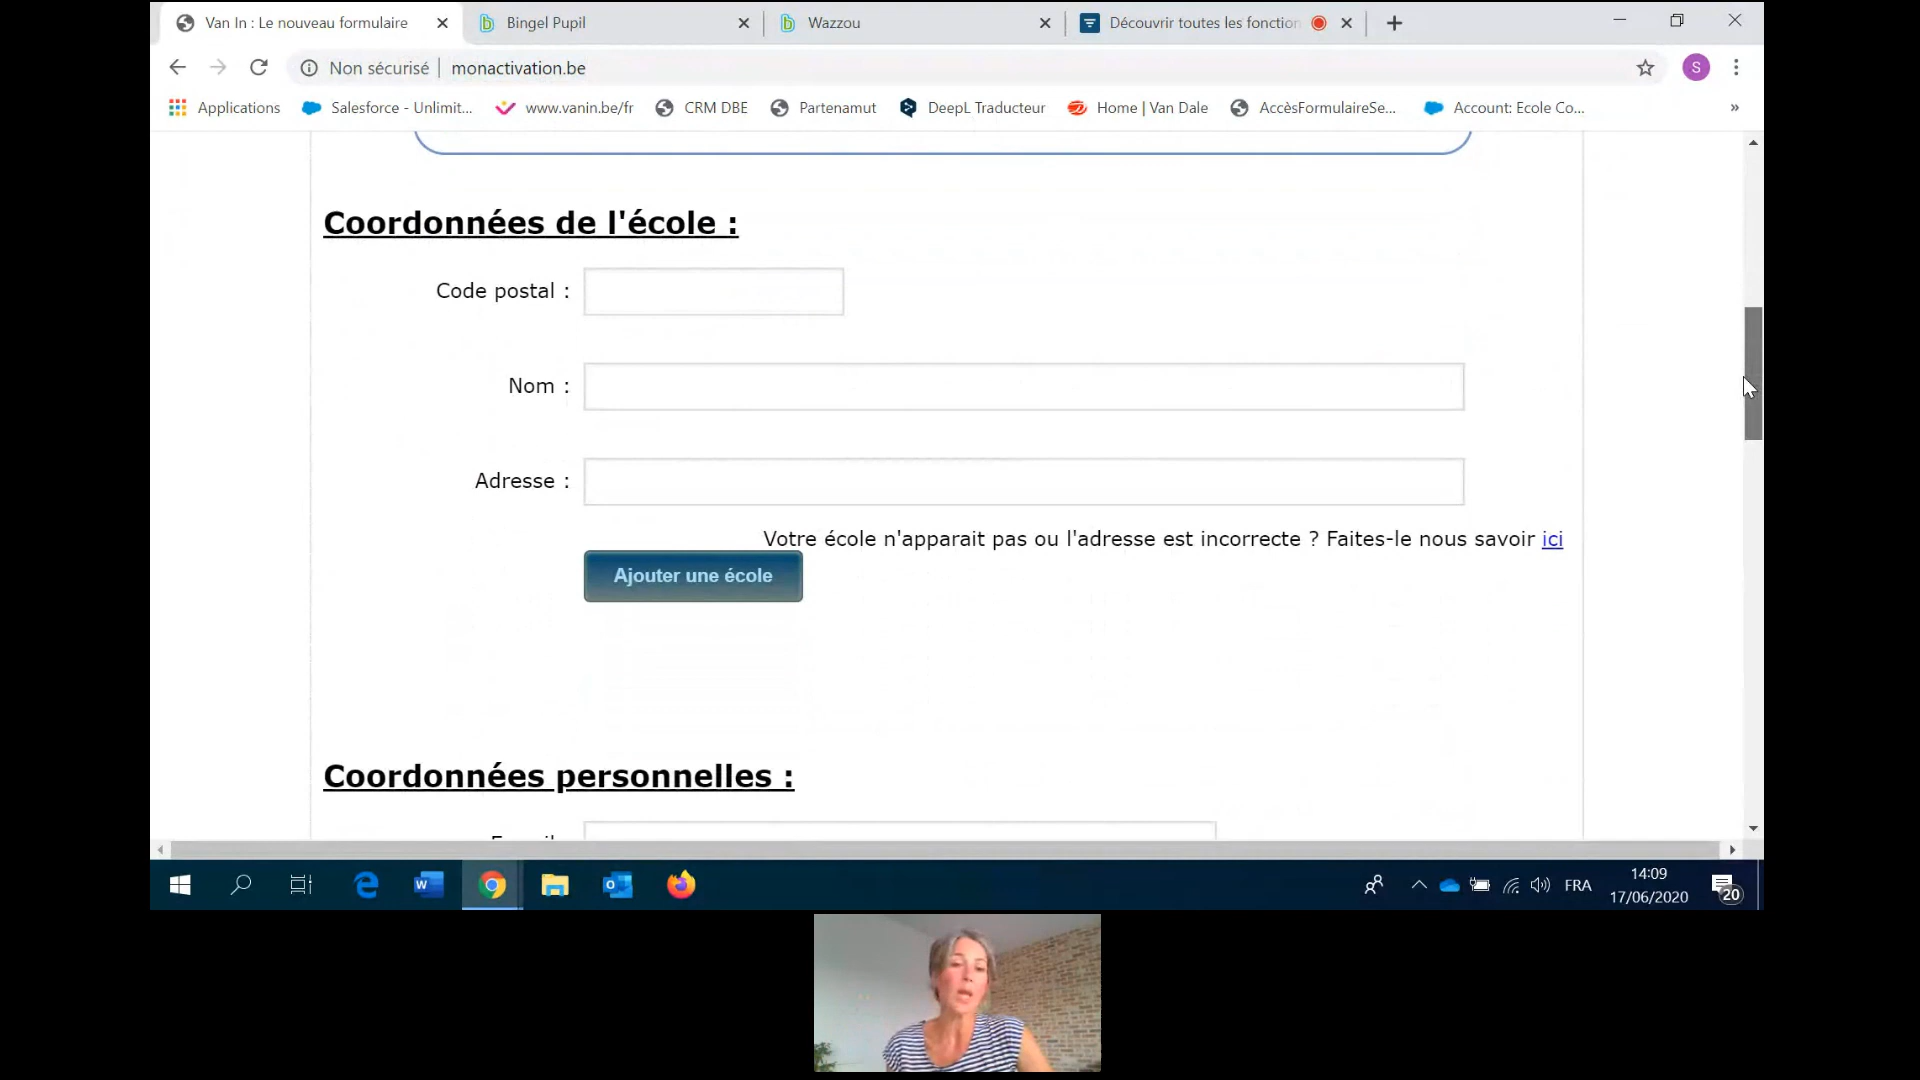 Van In : Le nouveau formulaire
Bingel Pupil
Wazzou
Découvrir toutes les fonction
Non sécurisé
monactivation.be
S
Applications
Salesforce - Unlimit...
www.vanin.be/fr
CRM DBE
Partenamut
DeepL Traducteur
Home | Van Dale
AccèsFormulaireSe...
Account: Ecole Co...
»
Coordonnées de l'école :
Code postal :
Nom :
Adresse :
Votre école n'apparait pas ou l'adresse est incorrecte ? Faites-le nous savoir ici
Ajouter une école
Coordonnées personnelles :
FRA
14:09
17/06/2020
20